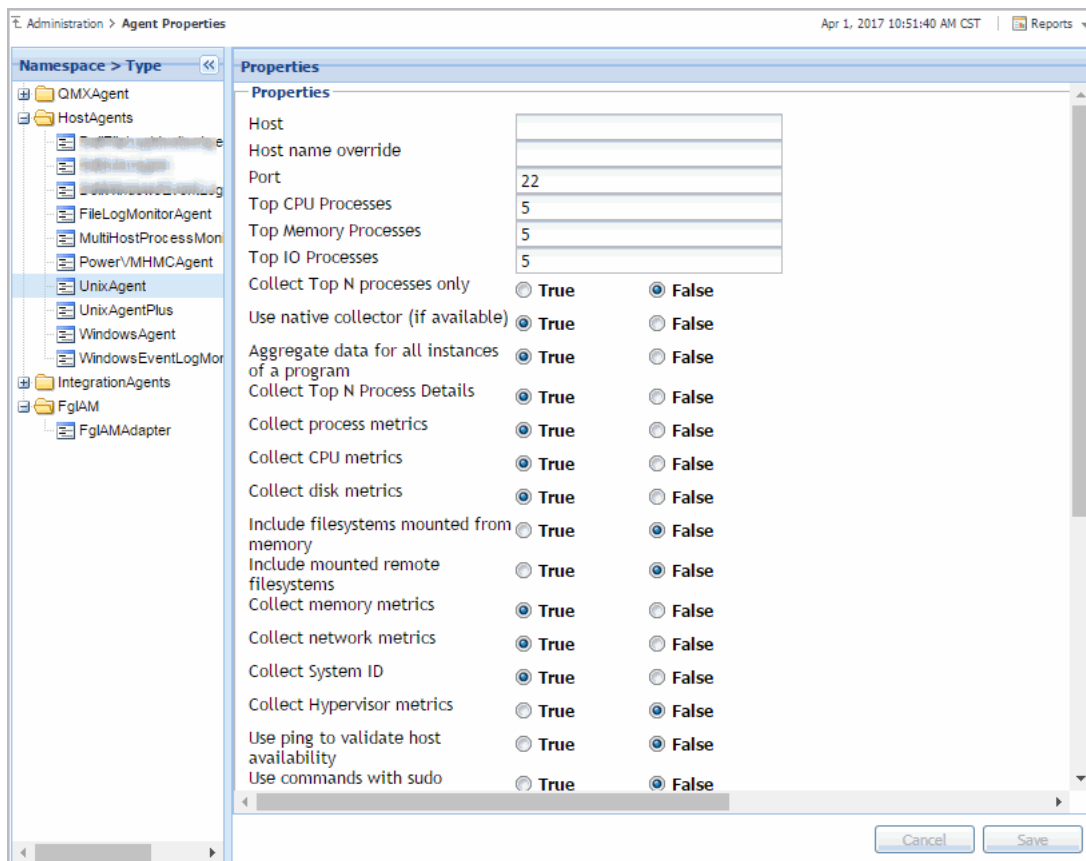 Administration > Agent Properties
Apr 1, 2017 10:51:40 AM CST | Reports
Namespace > Type
QMXAgent
HostAgents
FileLogMonitorAgent
MultiHostProcessMoni
PowerVMHMCAgent
UnixAgent
UnixAgentPlus
WindowsAgent
WindowsEventLogMor
IntegrationAgents
FglAM
FglAMAdapter
Properties
Properties
Host
Host name override
Port 22
Top CPU Processes 5
Top Memory Processes 5
Top IO Processes 5
Collect Top N processes only True False
Use native collector (if available) True False
Aggregate data for all instances
of a program True False
Collect Top N Process Details True False
Collect process metrics True False
Collect CPU metrics True False
Collect disk metrics True False
Include filesystems mounted from
memory True False
Include mounted remote
filesystems True False
Collect memory metrics True False
Collect network metrics True False
Collect System ID True False
Collect Hypervisor metrics True False
Use ping to validate host
availability True False
Use commands with sudo True False
Cancel Save